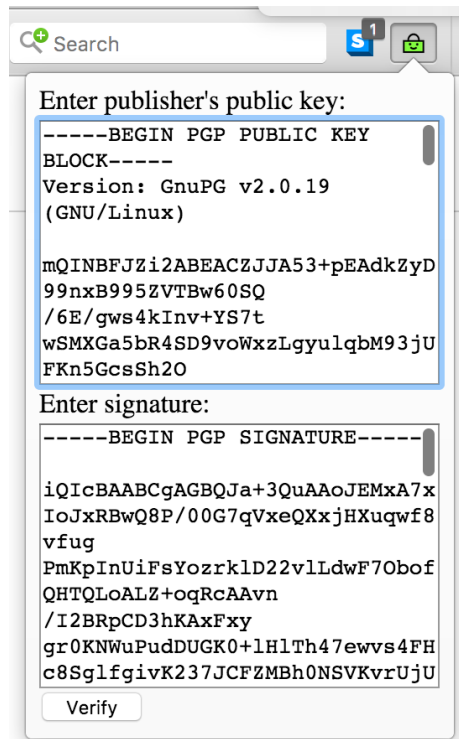 Search
S
1
Enter publisher's public key:
-----BEGIN PGP PUBLIC KEY
BLOCK-----
Version: GnuPG v2.0.19
(GNU/Linux)
mQINBFJZi2ABEACZJJA53+pEAdkZyD
99nxB995ZVTBw60SQ
/6E/gws4kInv+YS7t
wSMXGa5bR4SD9voWxzLgyulqbM93jU
FKn5GcsSh2O
Enter signature:
-----BEGIN PGP SIGNATURE-----
iQIcBAABCgAGBQJa+3QuAAoJEMxA7x
IoJxRBwQ8P/00G7qVxeQXxjHXuqwf8
vfug
PmKpInUiFsYozrklD22vlLdwF7Obof
QHTQLoALZ+oqRcAAvn
/I2BRpCD3hKAxFxy
gr0KNWuPudDUGK0+lHlTh47ewvs4FH
c8SglfgivK237JCFZMBh0NSVKvrUjU
Verify